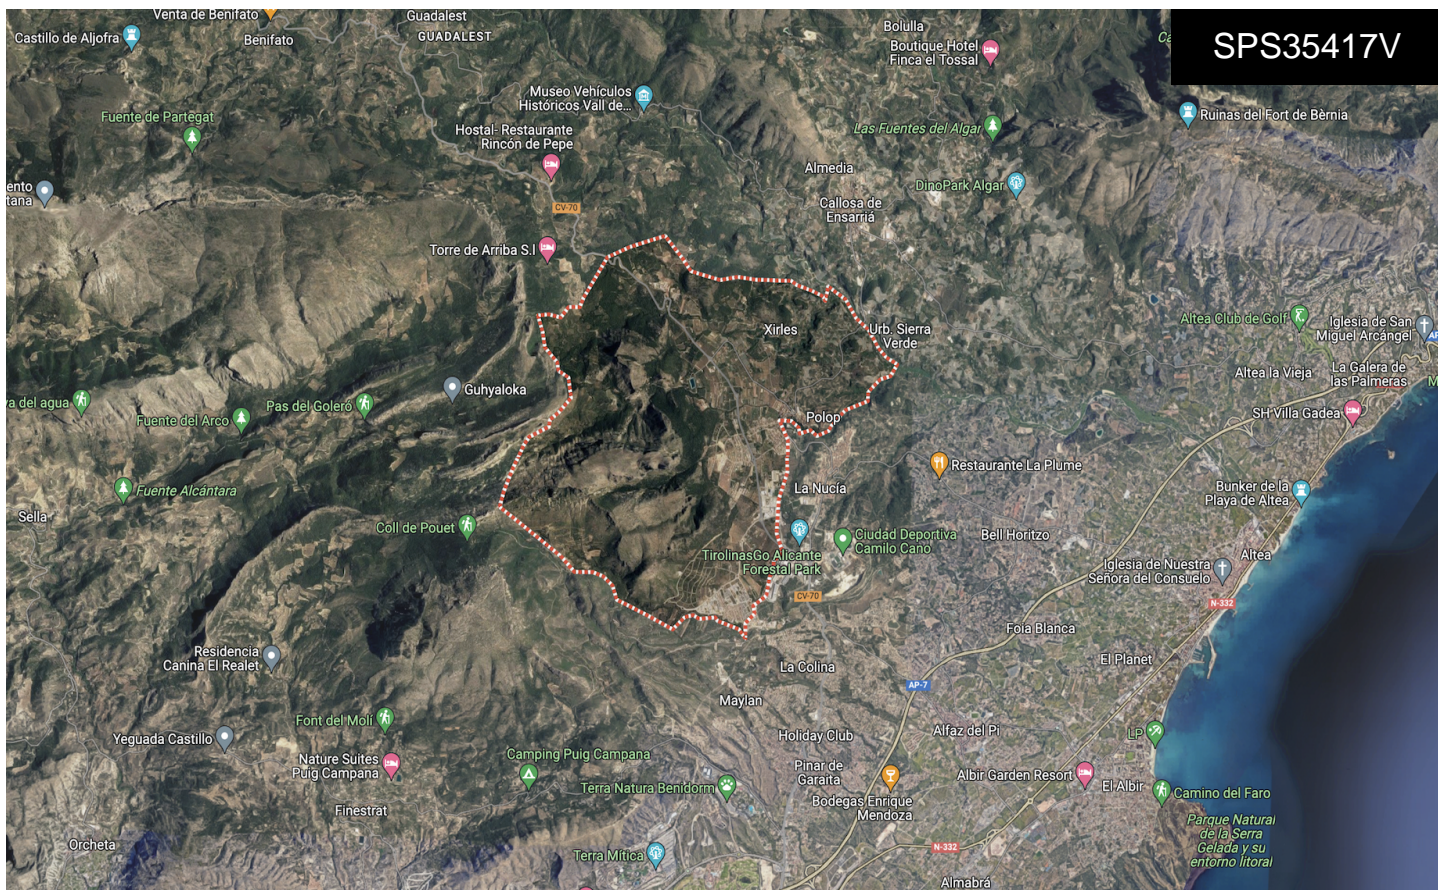 SPS35417V
Venta de Benifato
Guadalest
GUADALEST
Castillo de Aljofra
Benifato
Bolulla
Boutique Hotel
Finca el Tossal
Museo Vehículos
Históricos Vall de...
Ruinas del Fort de Bèrnia
Fuente de Partegat
Hostal- Restaurante
Rincón de Pepe
Las Fuentes del Algar
Almedia
DinoPark Algar
ento
tana
CV-70
Callosa de
Ensarriá
Torre de Arriba S.l
Xirles
Urb. Sierra
Verde
Altea Club de Golf
Iglesia de San
Miguel Arcángel
AP
Altea la Vieja
La Galera de
las Palmeras
M
Guhyaloka
va del agua
Pas del Goleró
Fuente del Arco
Polop
SH Villa Gadea
Restaurante La Plume
Fuente Alcántara
La Nucía
Bunker de la
Playa de Altea
Sella
Coll de Pouet
Ciudad Deportiva
Camilo Cano
Bell Horitzo
TirolinasGo Alicante
Forestal Park
Altea
Iglesia de Nuestra
Señora del Consuelo
CV-70
N-332
Foia Blanca
Residencia
Canina El Realet
La Colina
El Planet
AP-7
Maylan
Font del Molí
Yeguada Castillo
Holiday Club
Alfaz del Pi
LP
Nature Suites
Puig Campana
Camping Puig Campana
Pinar de
Garaita
Albir Garden Resort
El Albir
Camino del Faro
Terra Natura Benidorm
Bodegas Enrique
Mendoza
Finestrat
Parque Natural
de la Serra
Gelada y su
entorno litoral
Orcheta
Terra Mítica
N-332
Almabrá